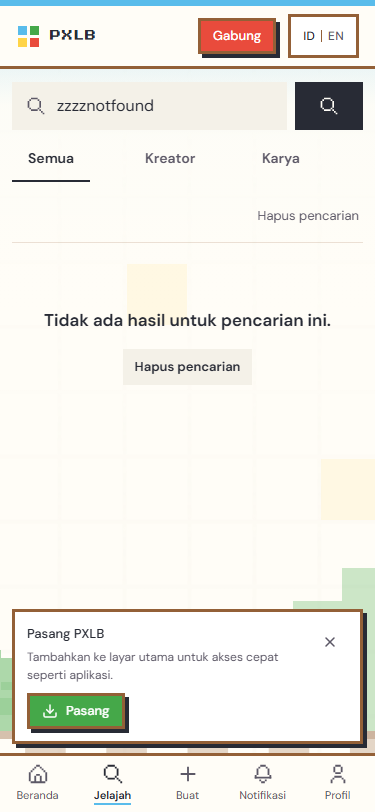 PXLB
Gabung
ID | EN
zzzznotfound
Semua
Kreator
Karya
Hapus pencarian
Tidak ada hasil untuk pencarian ini.
Hapus pencarian
Pasang PXLB
Tambahkan ke layar utama untuk akses cepat
seperti aplikasi.
Pasang
Beranda
Jelajah
Buat
Notifikasi
Profil